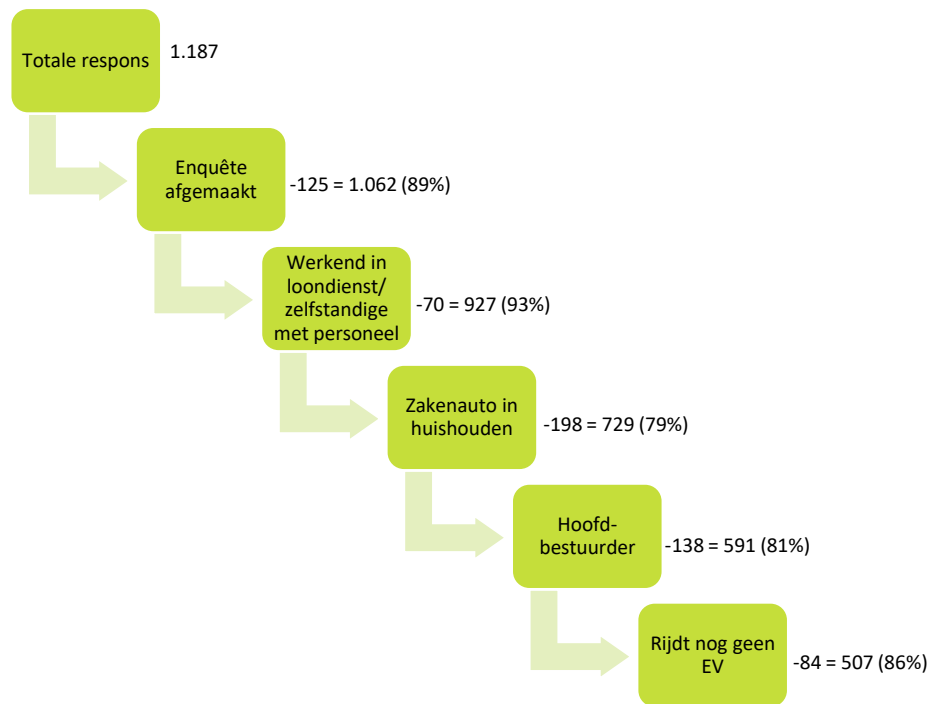 Totale respons
1.187
Enquête
afgemaakt
-125 = 1.062 (89%)
Werkend in
loondienst/
zelfstandige
met personeel
-70 = 927 (93%)
Zakenauto in
huishouden
-198 = 729 (79%)
Hoofd-
bestuurder
-138 = 591 (81%)
Rijdt nog geen
EV
-84 = 507 (86%)